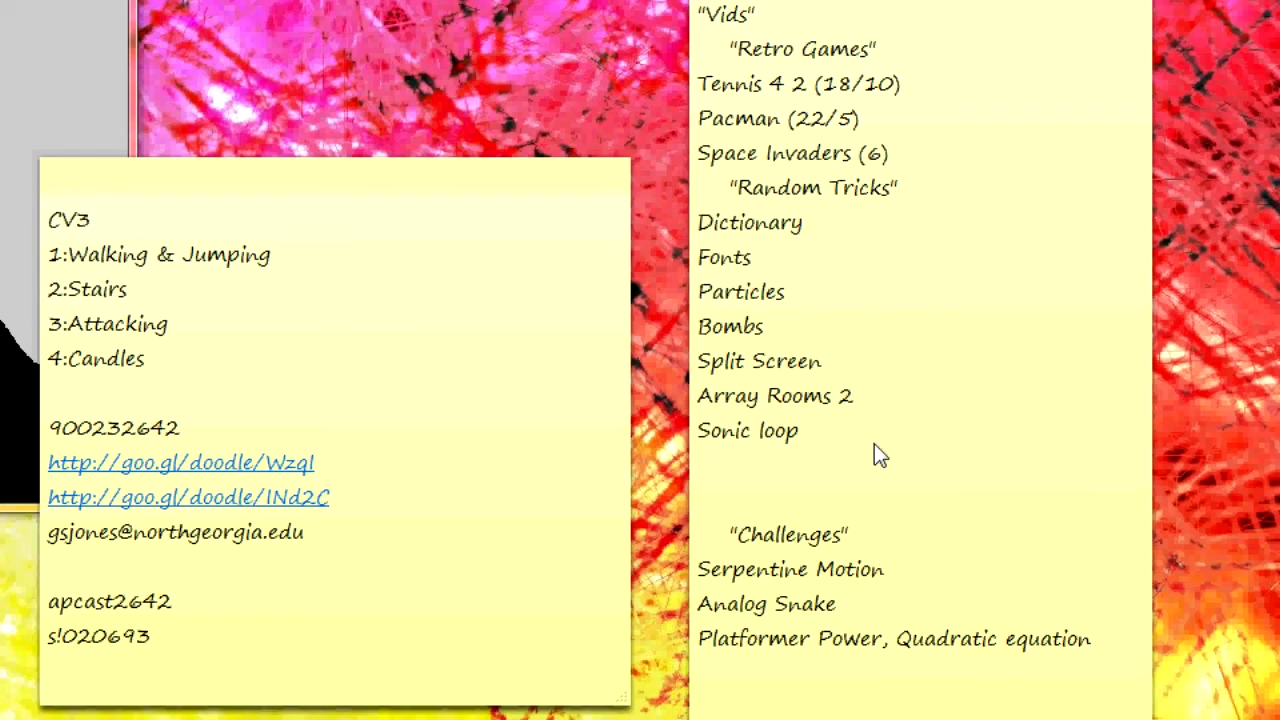 CV3
1:Walking & Jumping
2:Stairs
3:Attacking
4:Candles
900232642
http://goo.gl/doodle/Wzql
http://goo.gl/doodle/lNd2C
gsjones@northgeorgia.edu
apcast2642
s!020693
"Vids"
"Retro Games"
Tennis 4 2 (18/10)
Pacman (22/5)
Space Invaders (6)
"Random Tricks"
Dictionary
Fonts
Particles
Bombs
Split Screen
Array Rooms 2
Sonic loop
"Challenges"
Serpentine Motion
Analog Snake
Platformer Power, Quadratic equation